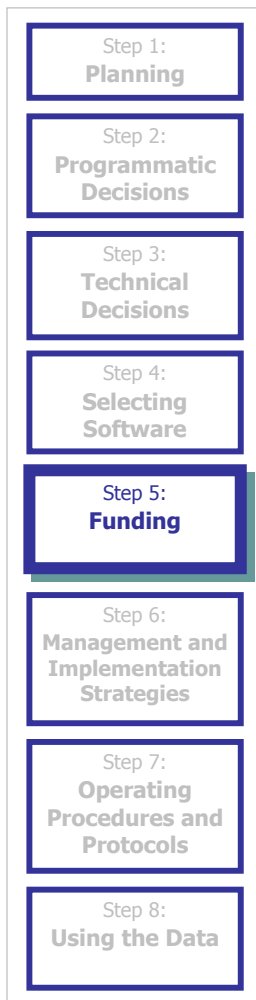 Step 1:
Planning
Step 2:
Programmatic
Decisions
Step 3:
Technical
Decisions
Step 4:
Selecting
Software
Step 5:
Funding
Step 6:
Management and
Implementation
Strategies
Step 7:
Operating
Procedures and
Protocols
Step 8:
Using the Data